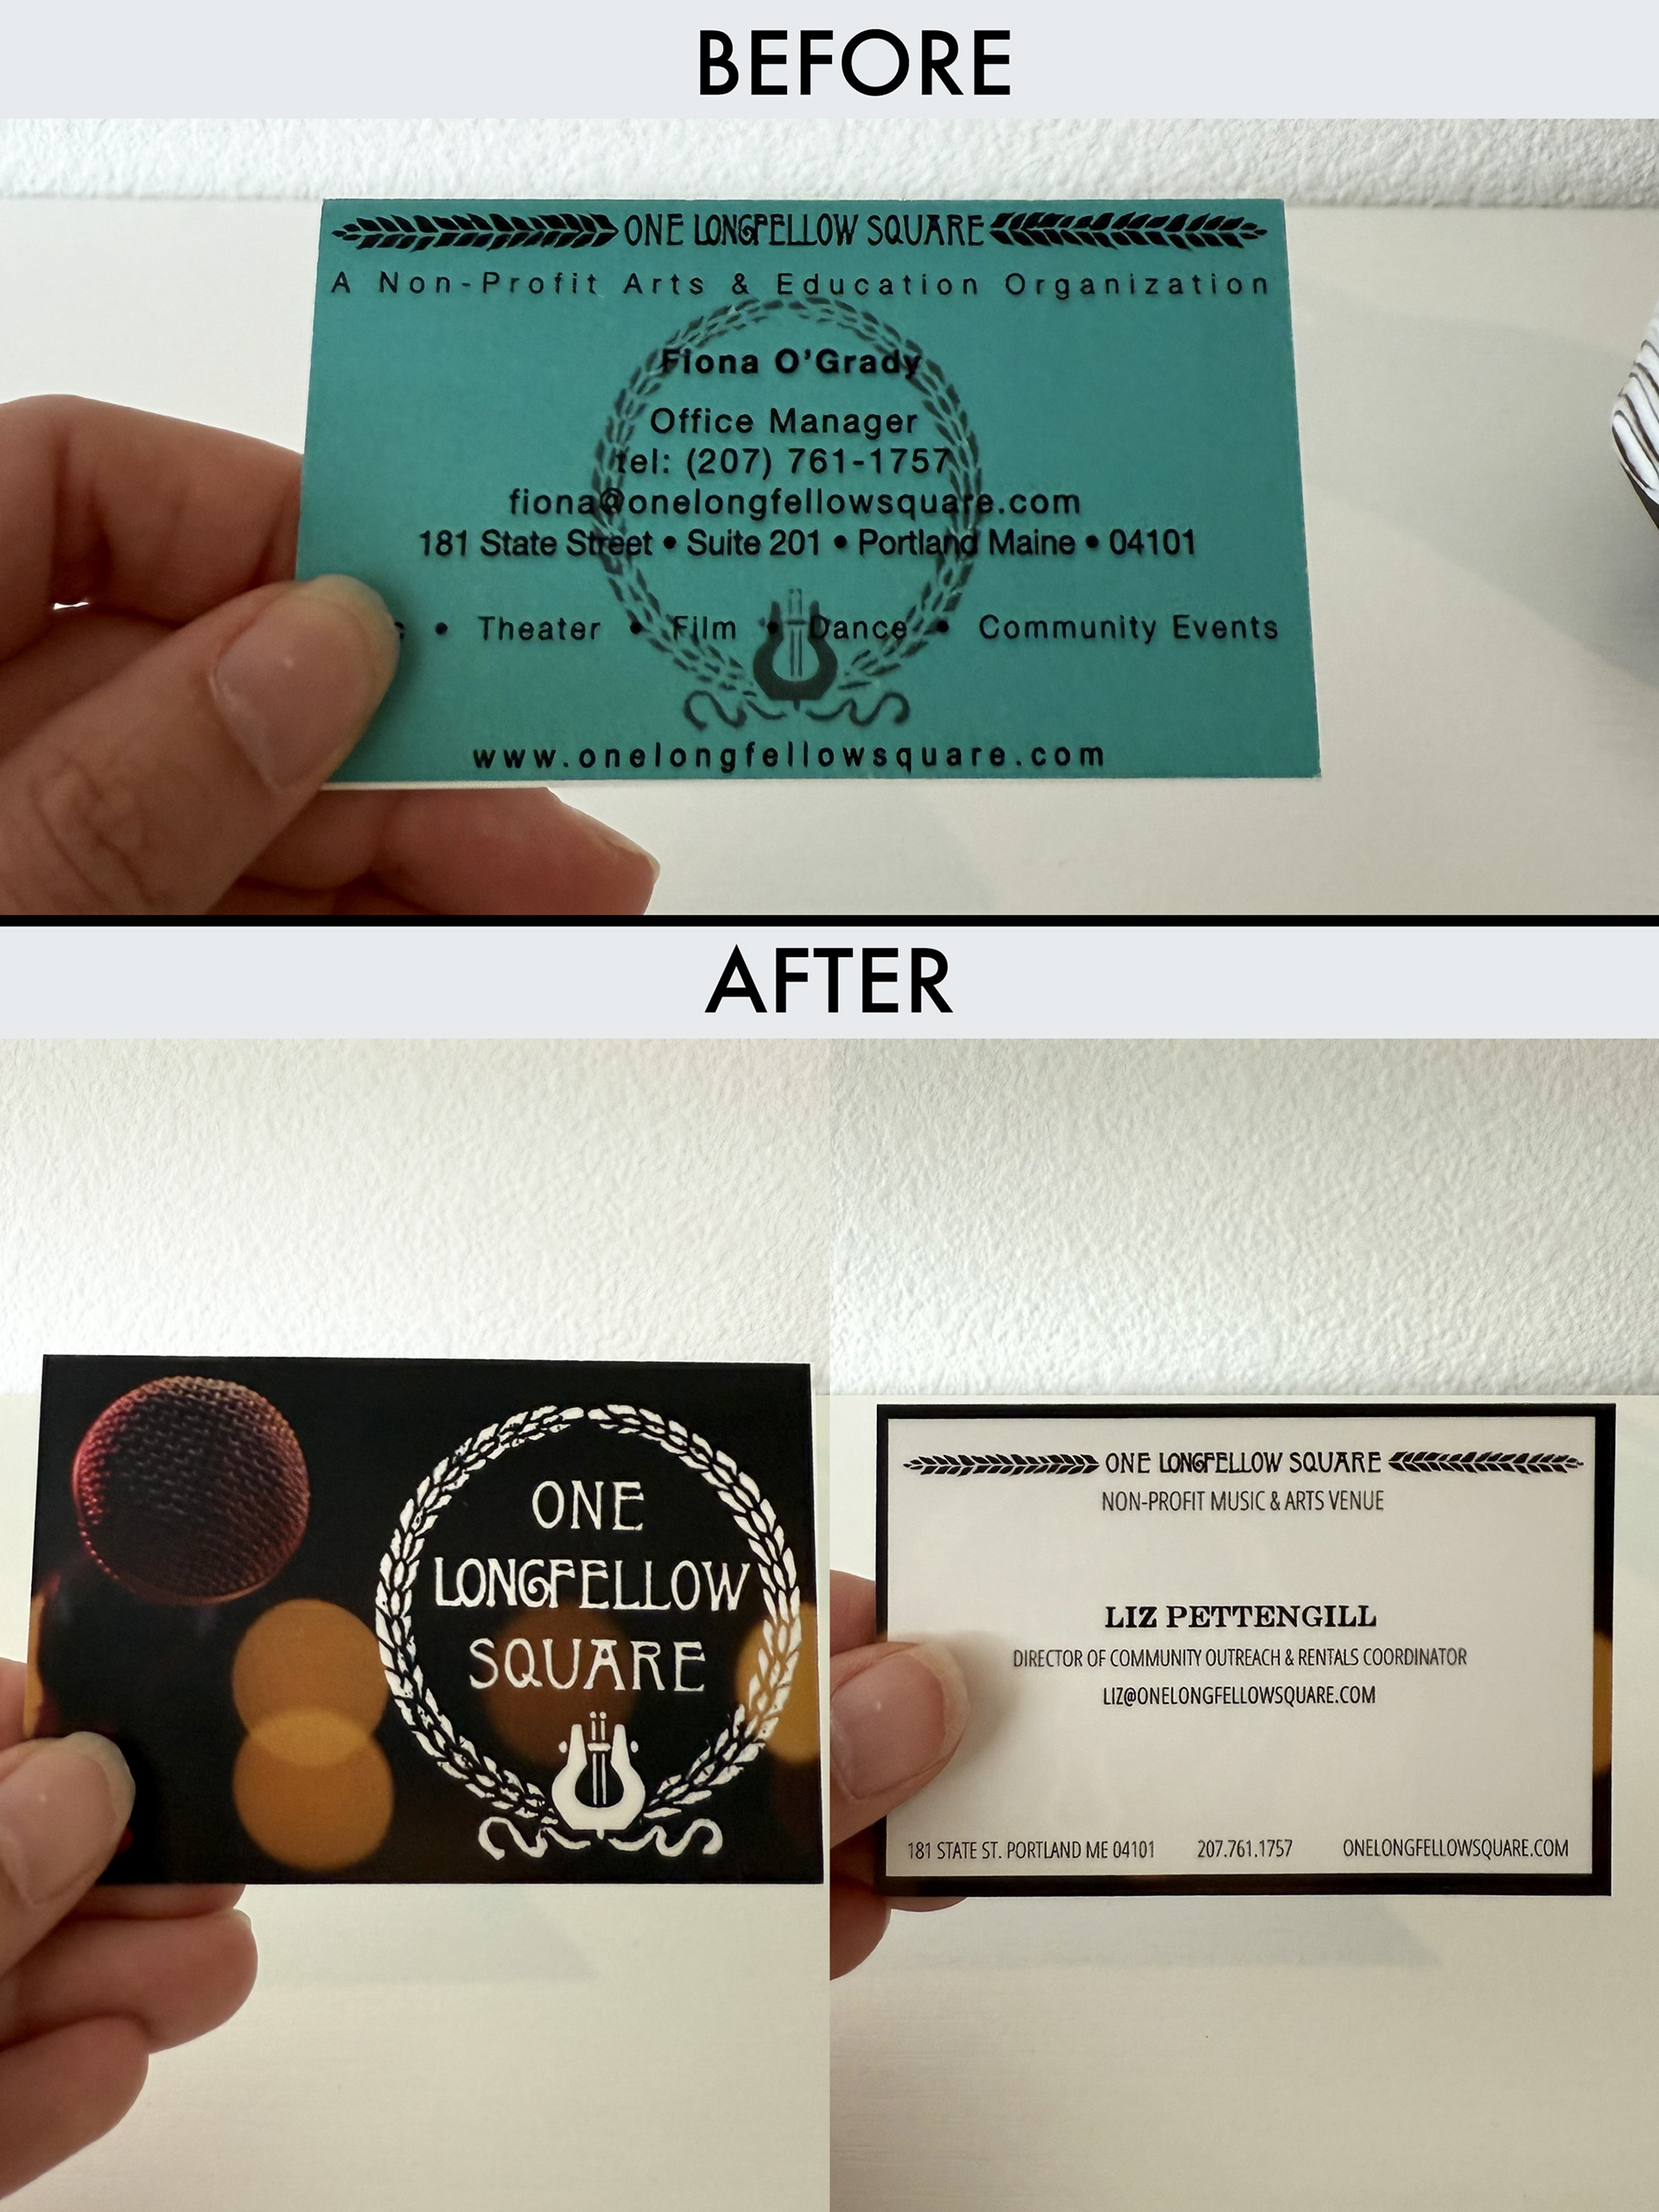 BEFORE
ONE LONGFELLOW SQUARE
A Non-Profit Arts & Education Organization
Fiona O'Grady
Office Manager
tel: (207) 761-1757
fiona@onelongfellowsquare.com
181 State Street • Suite 201 • Portland Maine • 04101
• Theater • Film • Dance • Community Events
www.onelongfellowsquare.com
AFTER
ONE
LONGFELLOW
SQUARE
ONE LONGFELLOW SQUARE
NON-PROFIT MUSIC & ARTS VENUE
LIZ PETTENGILL
DIRECTOR OF COMMUNITY OUTREACH & RENTALS COORDINATOR
LIZ@ONELONGFELLOWSQUARE.COM
181 STATE ST. PORTLAND ME 04101 207.761.1757 ONELONGFELLOWSQUARE.COM